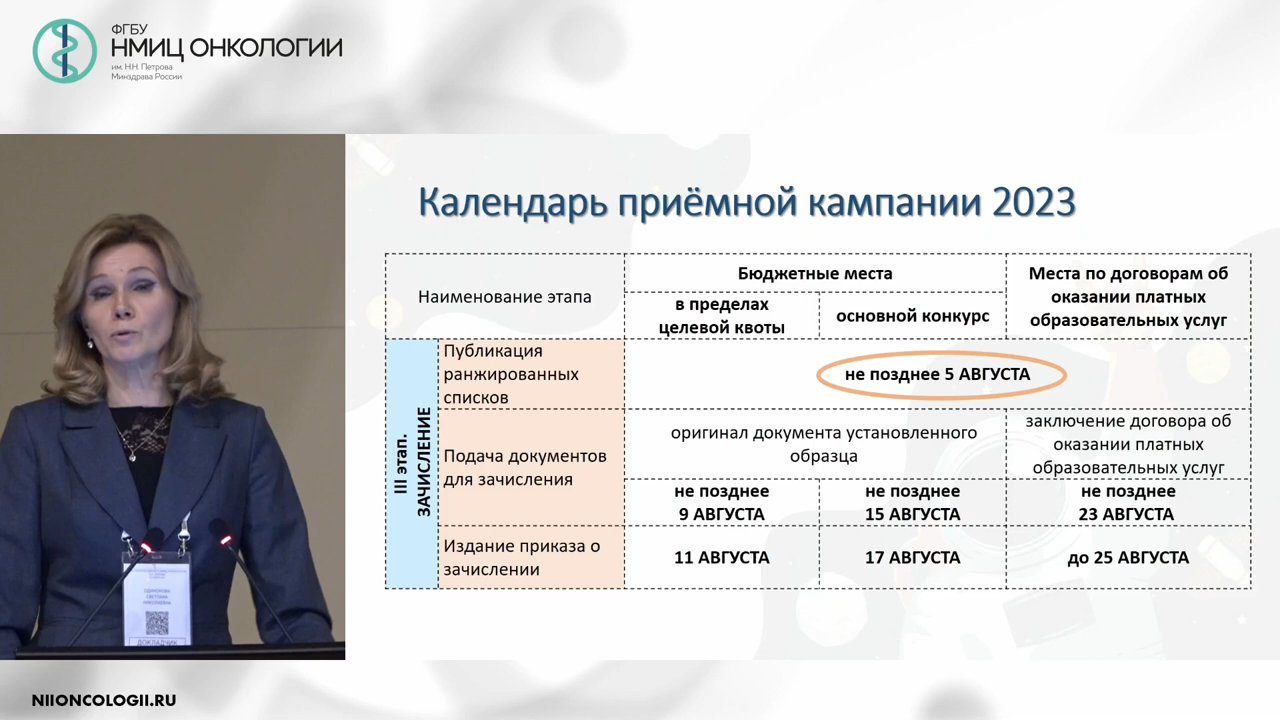 ФГБУ
НМИЦ ОНКОЛОГИИ
им. Н.Н. Петрова
Минздрава России
Календарь приёмной кампании 2023
Наименование этапа
Бюджетные места
в пределах
целевой квоты
основной конкурс
Места по договорам об
оказании платных
образовательных услуг
III этап.
ЗАЧИСЛЕНИЕ
Публикация
ранжированных
списков
не позднее 5 АВГУСТА
Подача документов
для зачисления
оригинал документа установленного
образца
заключение договора об
оказании платных
образовательных услуг
не позднее
9 АВГУСТА
не позднее
15 АВГУСТА
не позднее
23 АВГУСТА
Издание приказа о
зачислении
11 АВГУСТА
17 АВГУСТА
до 25 АВГУСТА
СВЕТЛАНА
НИКОЛАЕВНА
ДОКЛАДЧИК
NIIONCOLOGII.RU